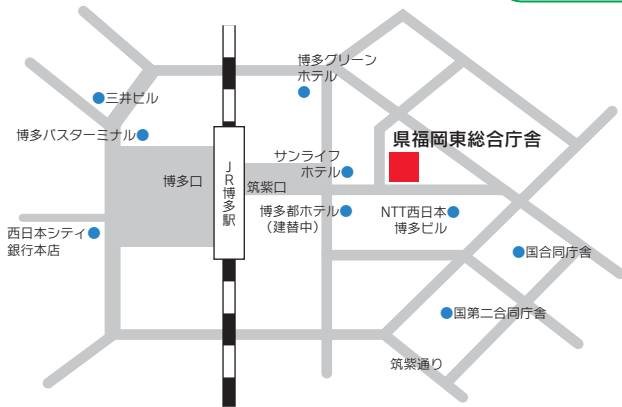 博多グリーン
ホテル
三井ビル
博多バスターミナル
県福岡東総合庁舎
サンライフ
ホテル
博多口
JR博多駅
筑紫口
博多都ホテル
(建替中)
NTT西日本
博多ビル
西日本シティ
銀行本店
国合同庁舎
国第二合同庁舎
筑紫通り